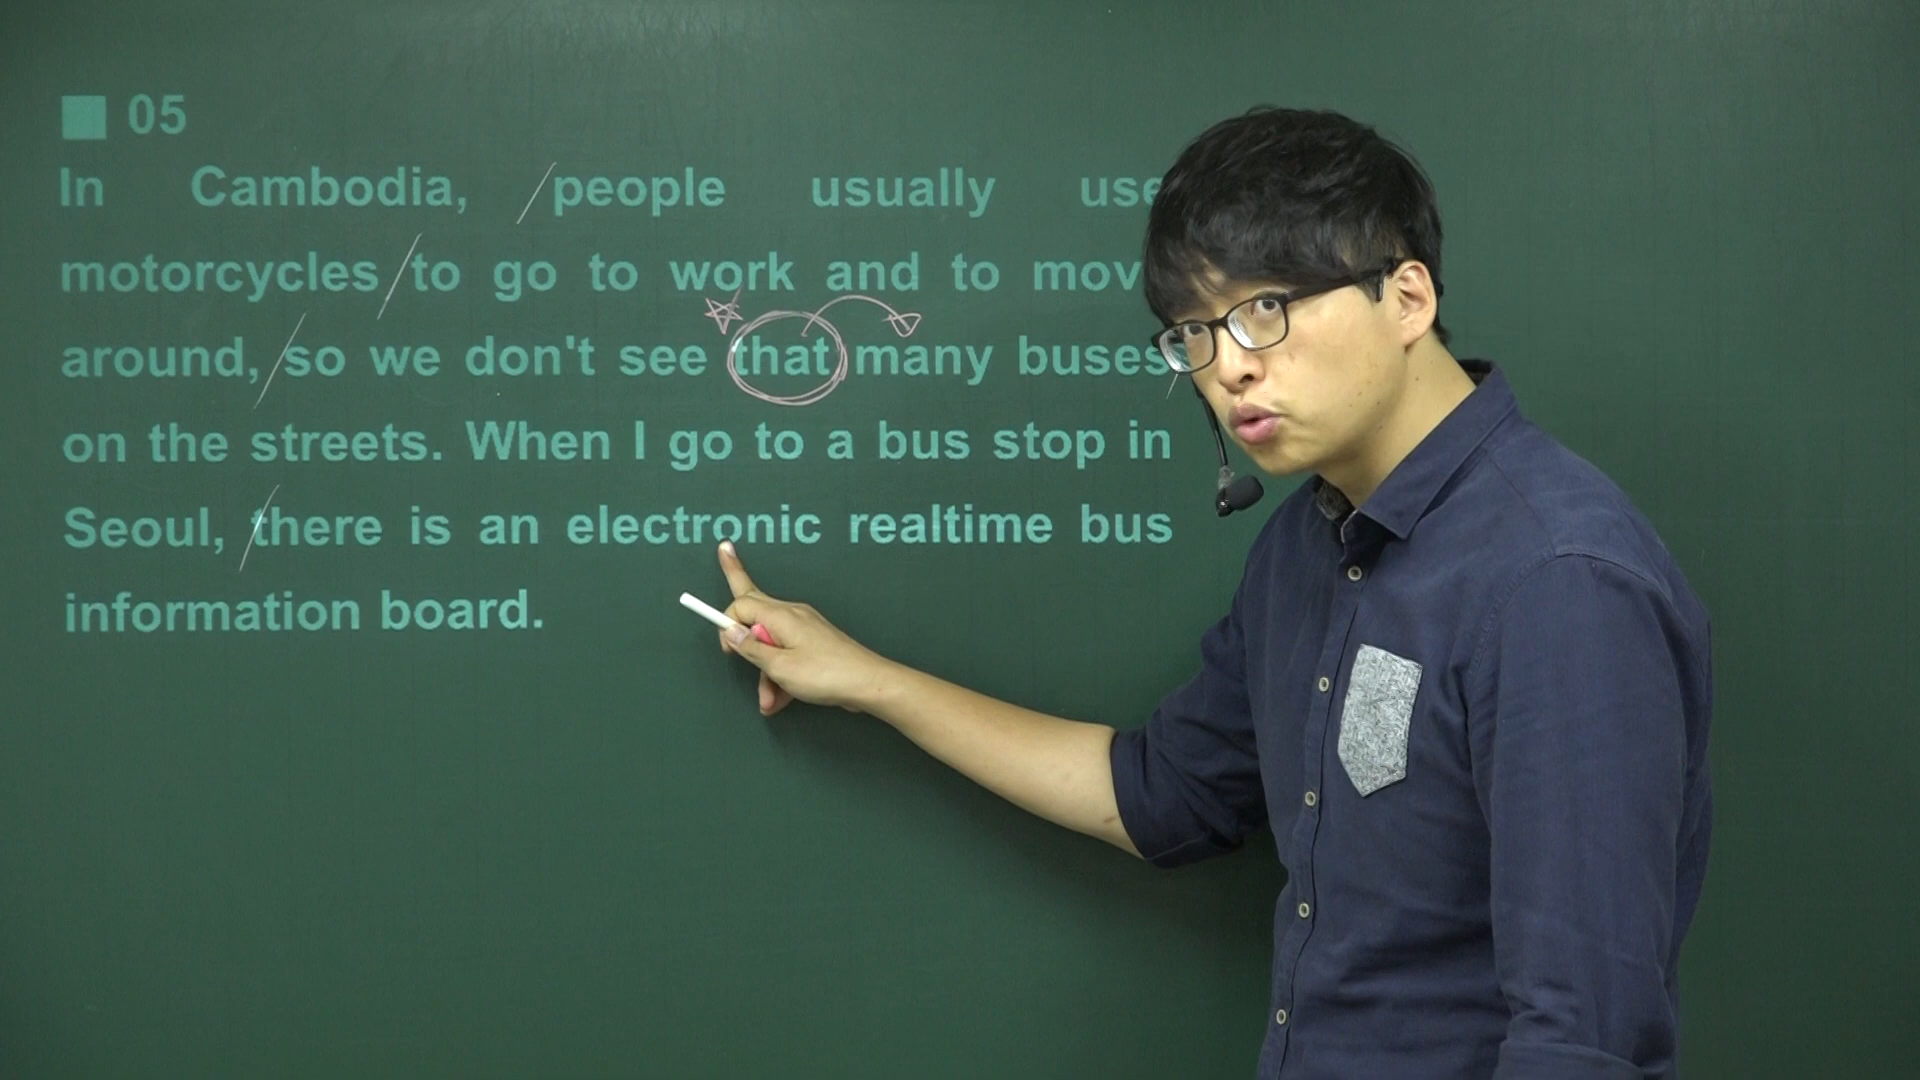 05
In Cambodia, people usually use
motorcycles to go to work and to mov
around, so we don't see that many buses
on the streets. When I go to a bus stop in
Seoul, there is an electronic realtime bus
information board.